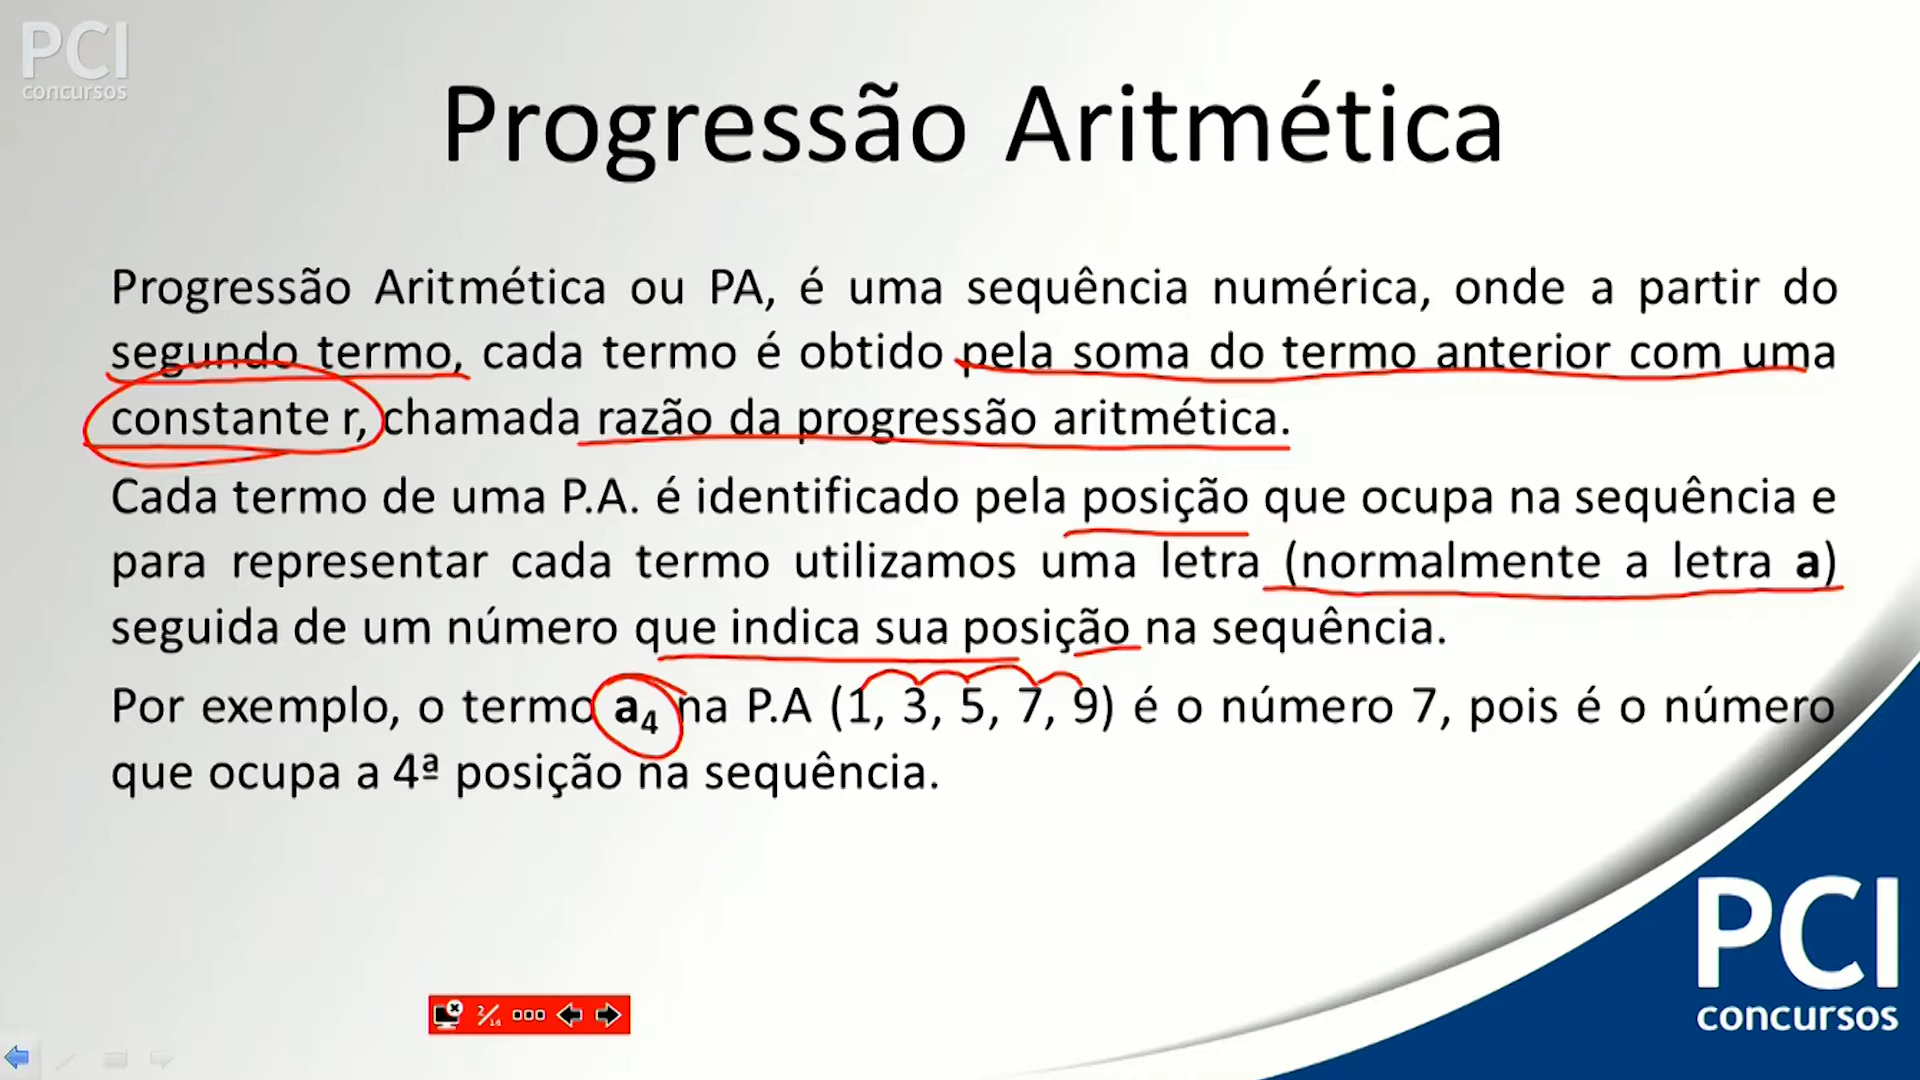 PCI
concursos
Progressão Aritmética
Progressão Aritmética ou PA, é uma sequência numérica, onde a partir do
segundo termo, cada termo é obtido pela soma do termo anterior com uma
constante r, chamada razão da progressão aritmética.
Cada termo de uma P.A. é identificado pela posição que ocupa na sequência e
para representar cada termo utilizamos uma letra (normalmente a letra a)
seguida de um número que indica sua posição na sequência.
Por exemplo, o termo a₄ na P.A (1, 3, 5, 7, 9) é o número 7, pois é o número
que ocupa a 4ª posição na sequência.
PCI
concursos
2/14